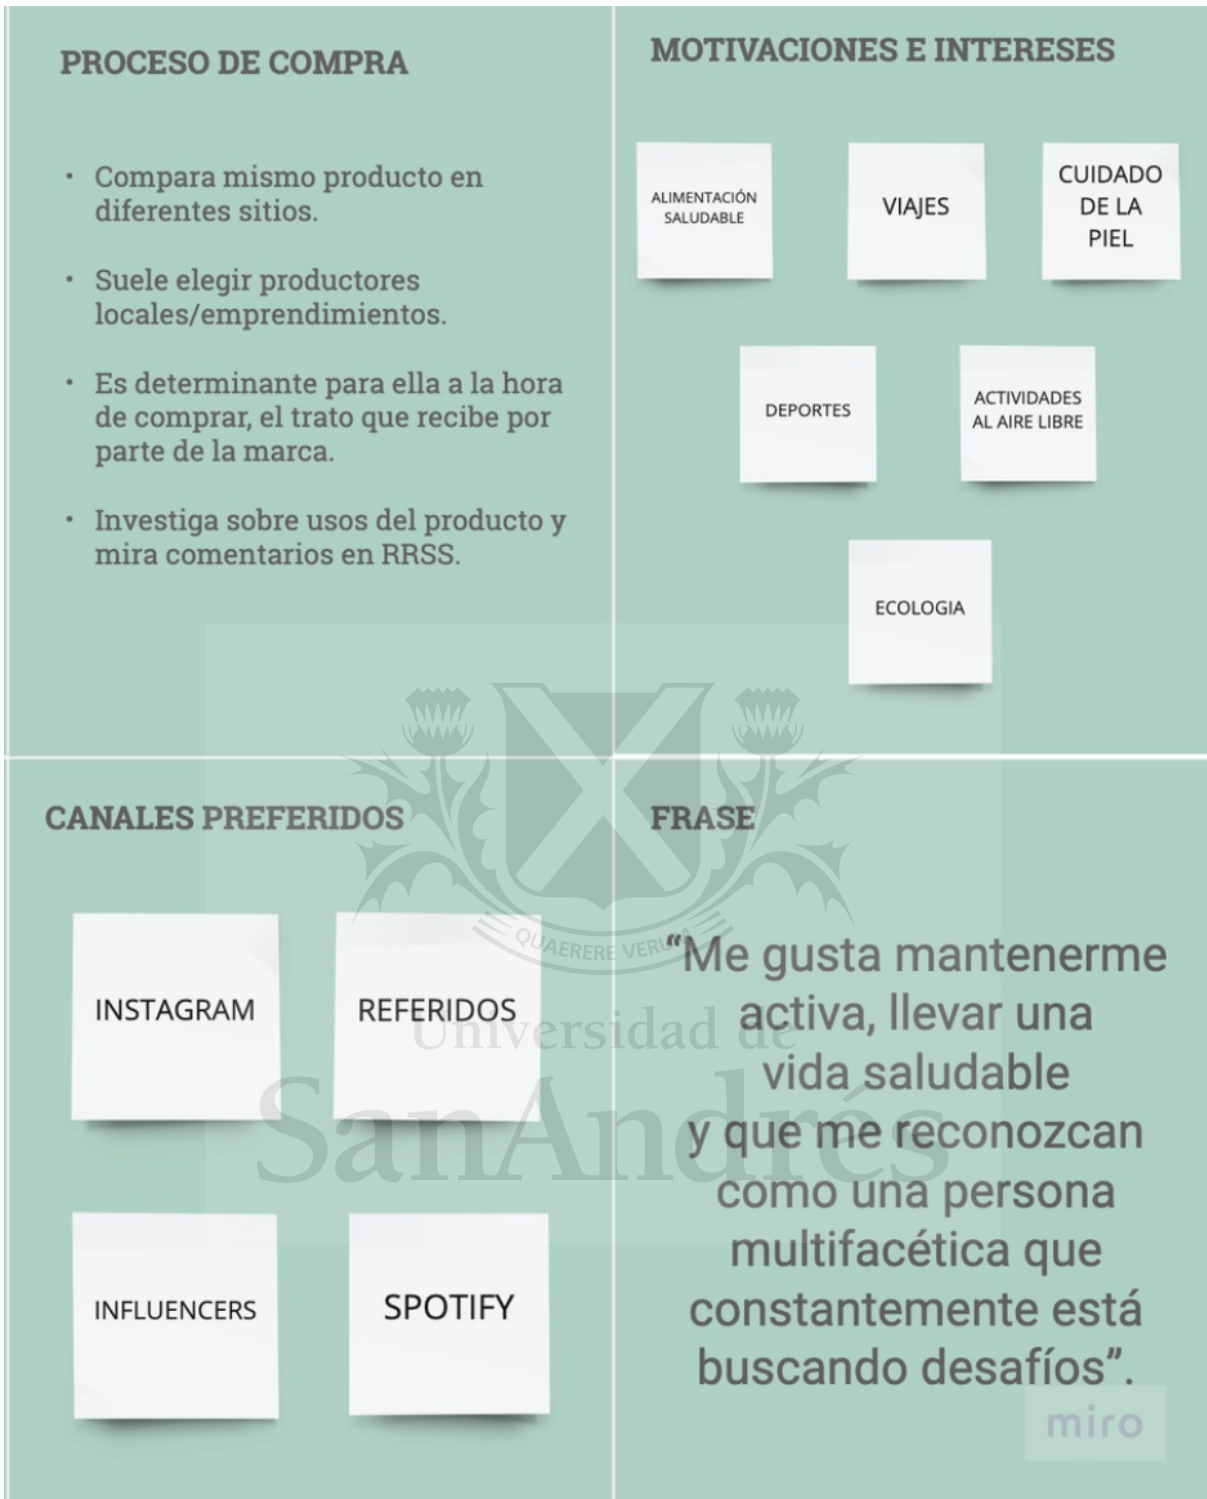 PROCESO DE COMPRA
• Compara mismo producto en
diferentes sitios.
• Suele elegir productores
locales/emprendimientos.
• Es determinante para ella a la hora
de comprar, el trato que recibe por
parte de la marca.
• Investiga sobre usos del producto y
mira comentarios en RRSS.
MOTIVACIONES E INTERESES
ALIMENTACIÓN
SALUDABLE
VIAJES
CUIDADO
DE LA
PIEL
DEPORTES
ACTIVIDADES
AL AIRE LIBRE
ECOLOGIA
CANALES PREFERIDOS
INSTAGRAM
REFERIDOS
INFLUENCERS
SPOTIFY
FRASE
“Me gusta mantenerme
activa, llevar una
vida saludable
y que me reconozcan
como una persona
multifacética que
constantemente está
buscando desafíos”.
QUAERERE VERUM
Universidad de
SanAndrés
miro